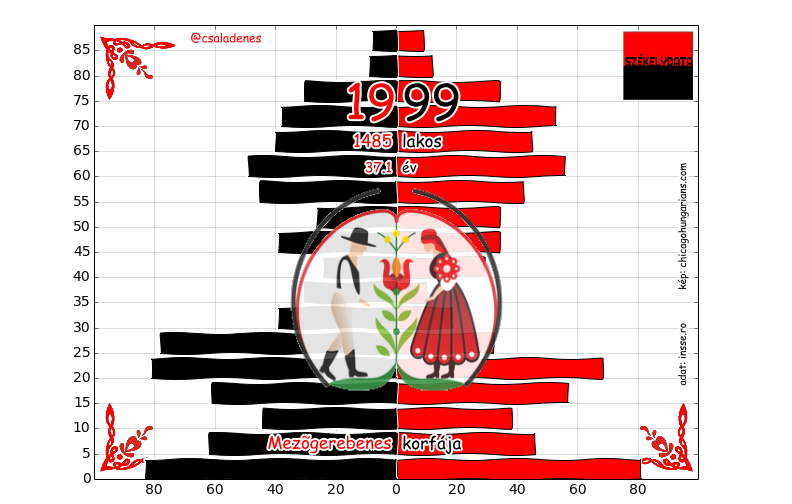 @csaladenes
SZÉKELYDATA
1999
1485 lakos
37.1 év
kép: chicagohungarians.com
adat: insse.ro
Mezőgerebenes korfája
85
80
75
70
65
60
55
50
45
40
35
30
25
20
15
10
5
0
80 60 40 20 0 20 40 60 80